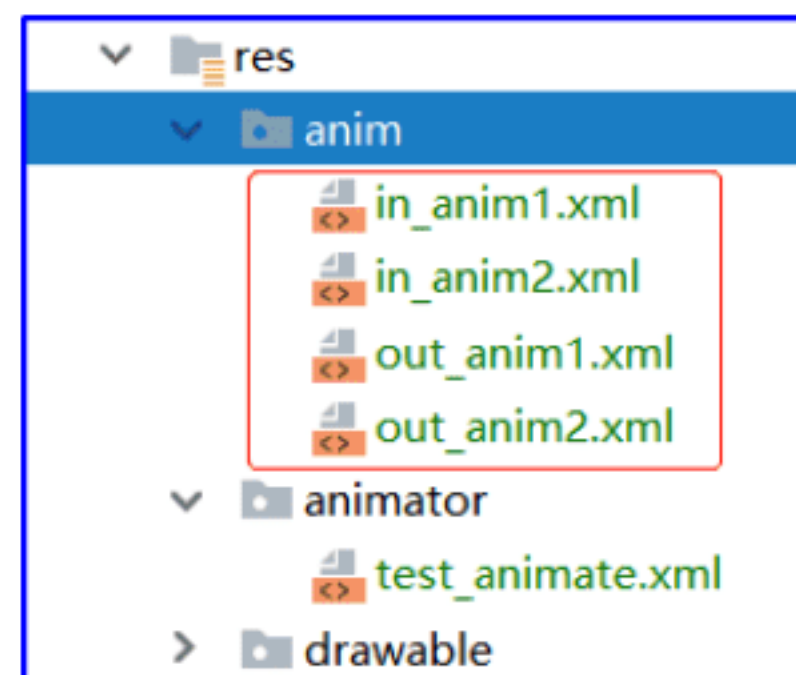 res
anim
in_anim1.xml
in_anim2.xml
out_anim1.xml
out_anim2.xml
animator
test_animate.xml
drawable